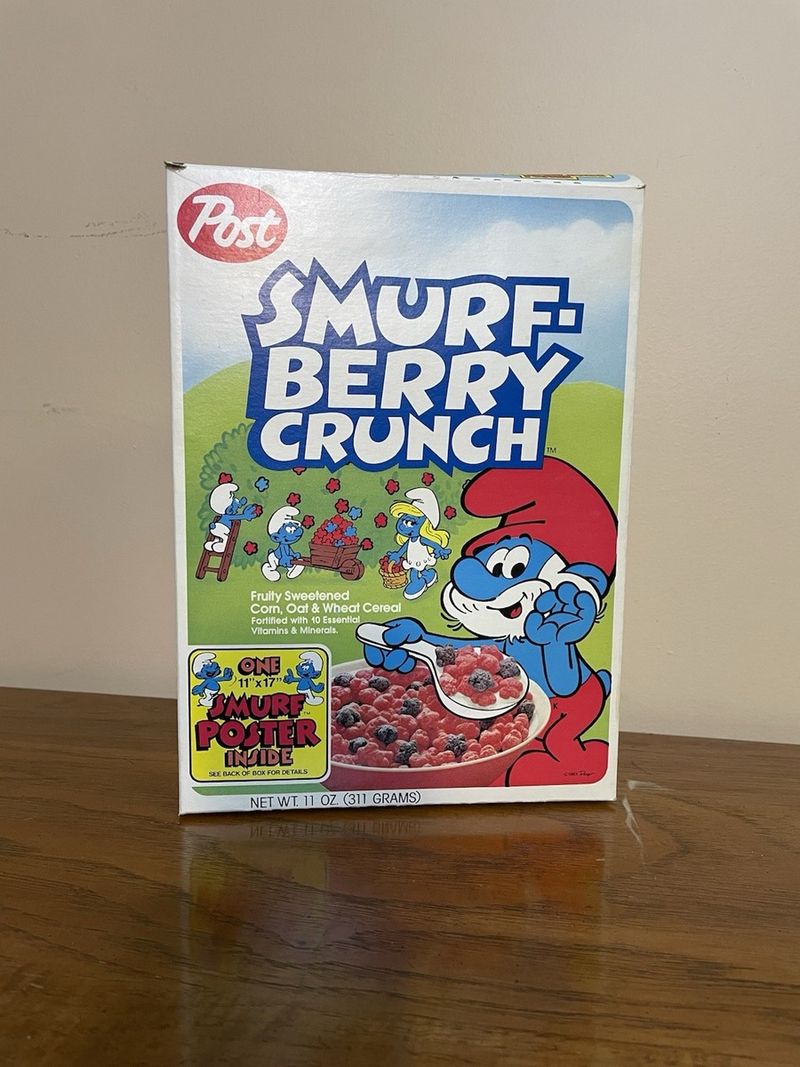 Post
SMURF-
BERRY
CRUNCH
TM
Fruity Sweetened
Corn, Oat & Wheat Cereal
Fortified with 10 Essential
Vitamins & Minerals.
ONE
11"x17"
SMURF
POSTER
INSIDE
SEE BACK OF BOX FOR DETAILS
K
NET WT. 11 OZ. (311 GRAMS)